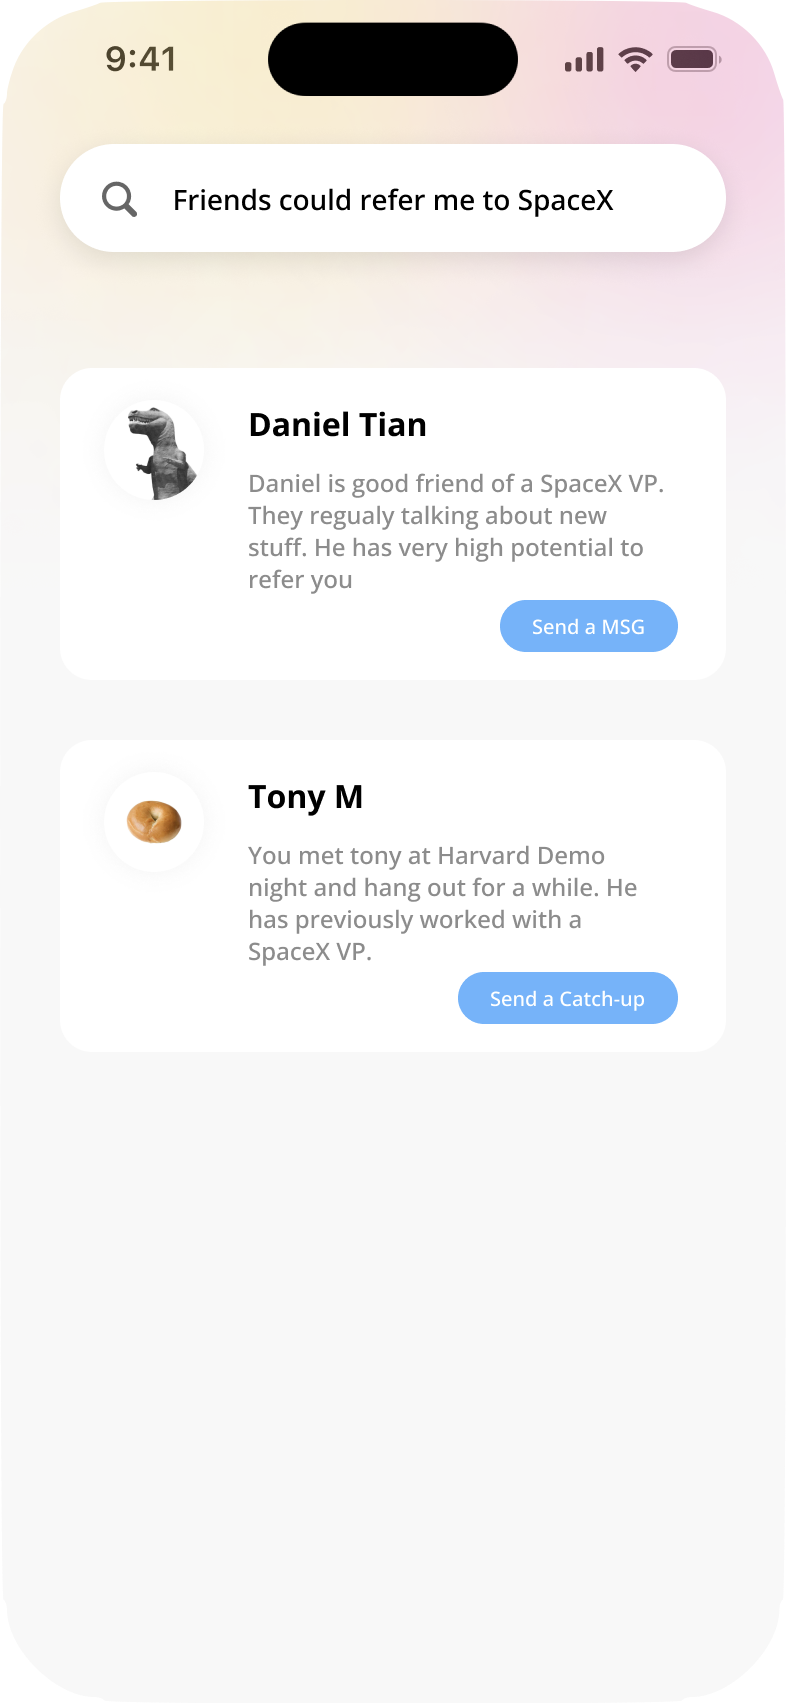 9:41
Friends could refer me to SpaceX
Daniel Tian
Daniel is good friend of a SpaceX VP.
They regualy talking about new
stuff. He has very high potential to
refer you
Send a MSG
Tony M
You met tony at Harvard Demo
night and hang out for a while. He
has previously worked with a
SpaceX VP.
Send a Catch-up